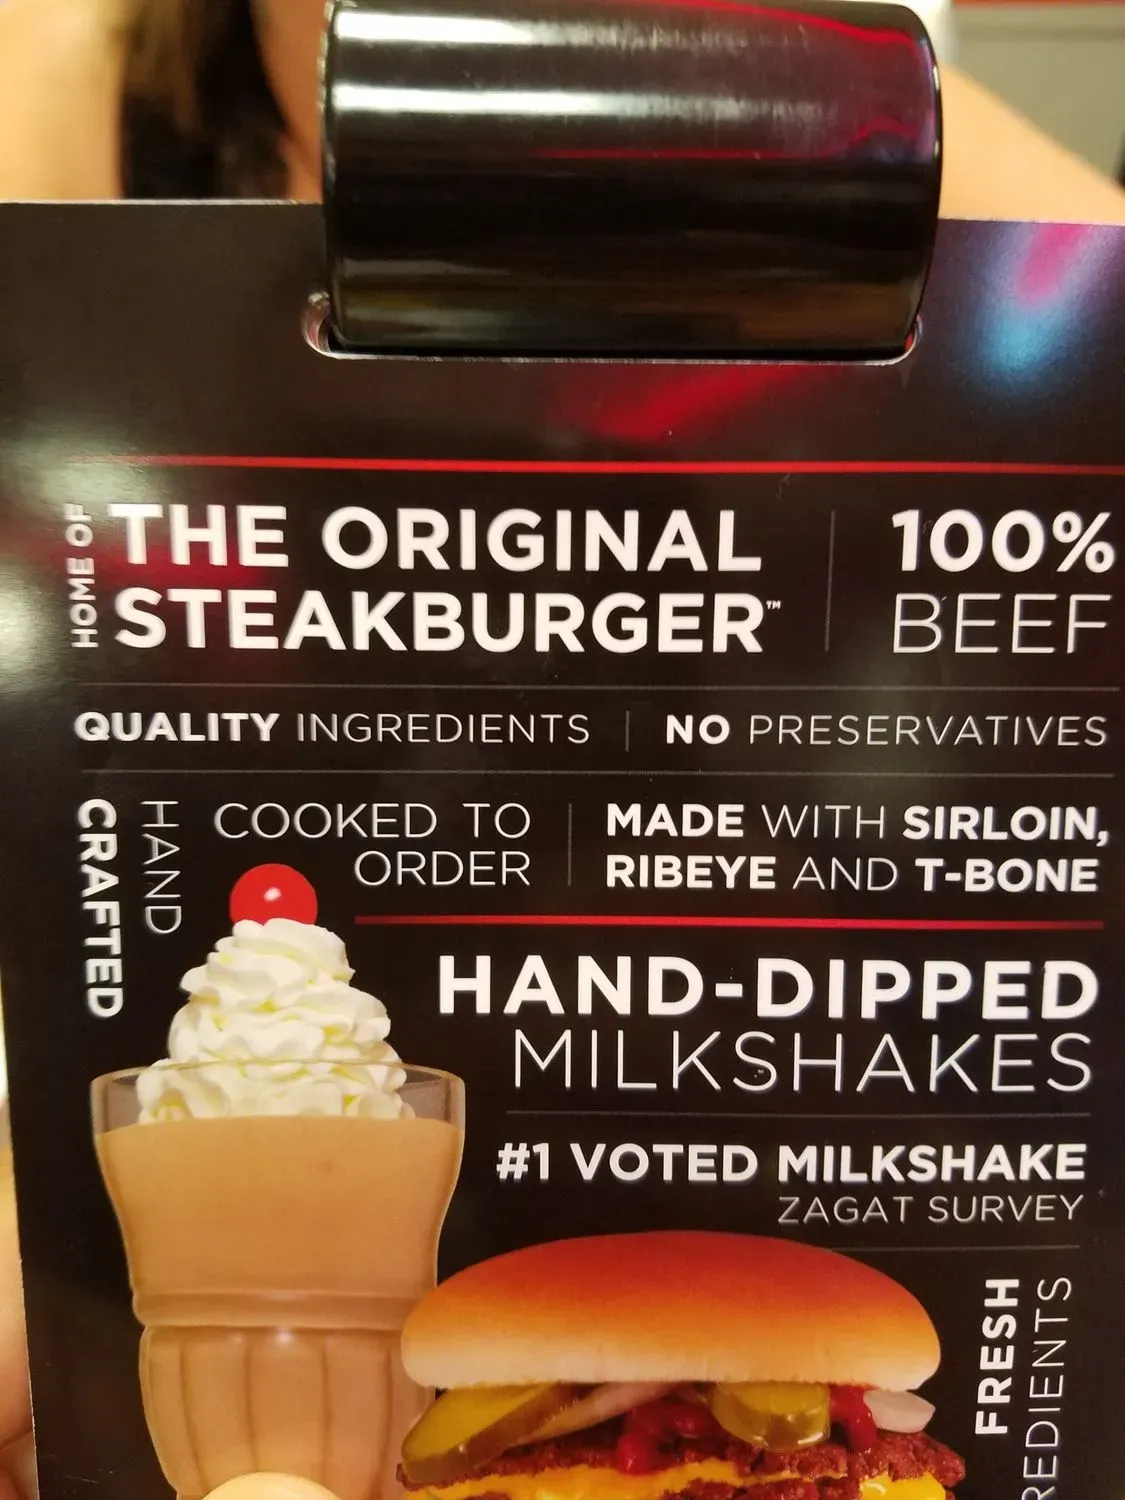 HOME OF
THE ORIGINAL
STEAKBURGER™
100%
BEEF
QUALITY INGREDIENTS
NO PRESERVATIVES
HAND
CRAFTED
COOKED TO
ORDER
MADE WITH SIRLOIN,
RIBEYE AND T-BONE
HAND-DIPPED
MILKSHAKES
#1 VOTED MILKSHAKE
ZAGAT SURVEY
FRESH